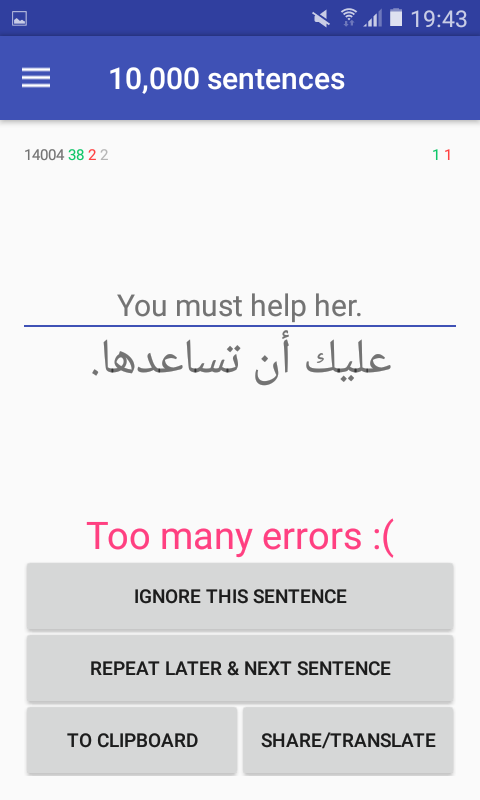 19:43
10,000 sentences
14004 38 2 2 1 1
You must help her.
عليك أن تساعدها.
Too many errors :(
IGNORE THIS SENTENCE
REPEAT LATER & NEXT SENTENCE
TO CLIPBOARD SHARE/TRANSLATE